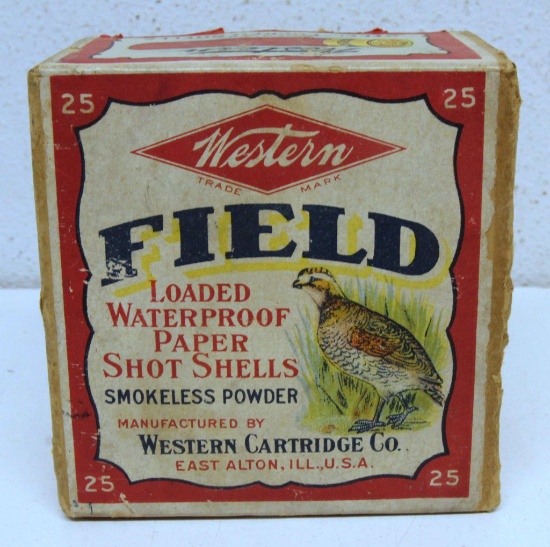 25 25
Western
TRADE MARK
FIELD
LOADED
WATERPROOF
PAPER
SHOT SHELLS
SMOKELESS POWDER
MANUFACTURED BY
WESTERN CARTRIDGE CO.
EAST ALTON, ILL., U.S.A.
25 25